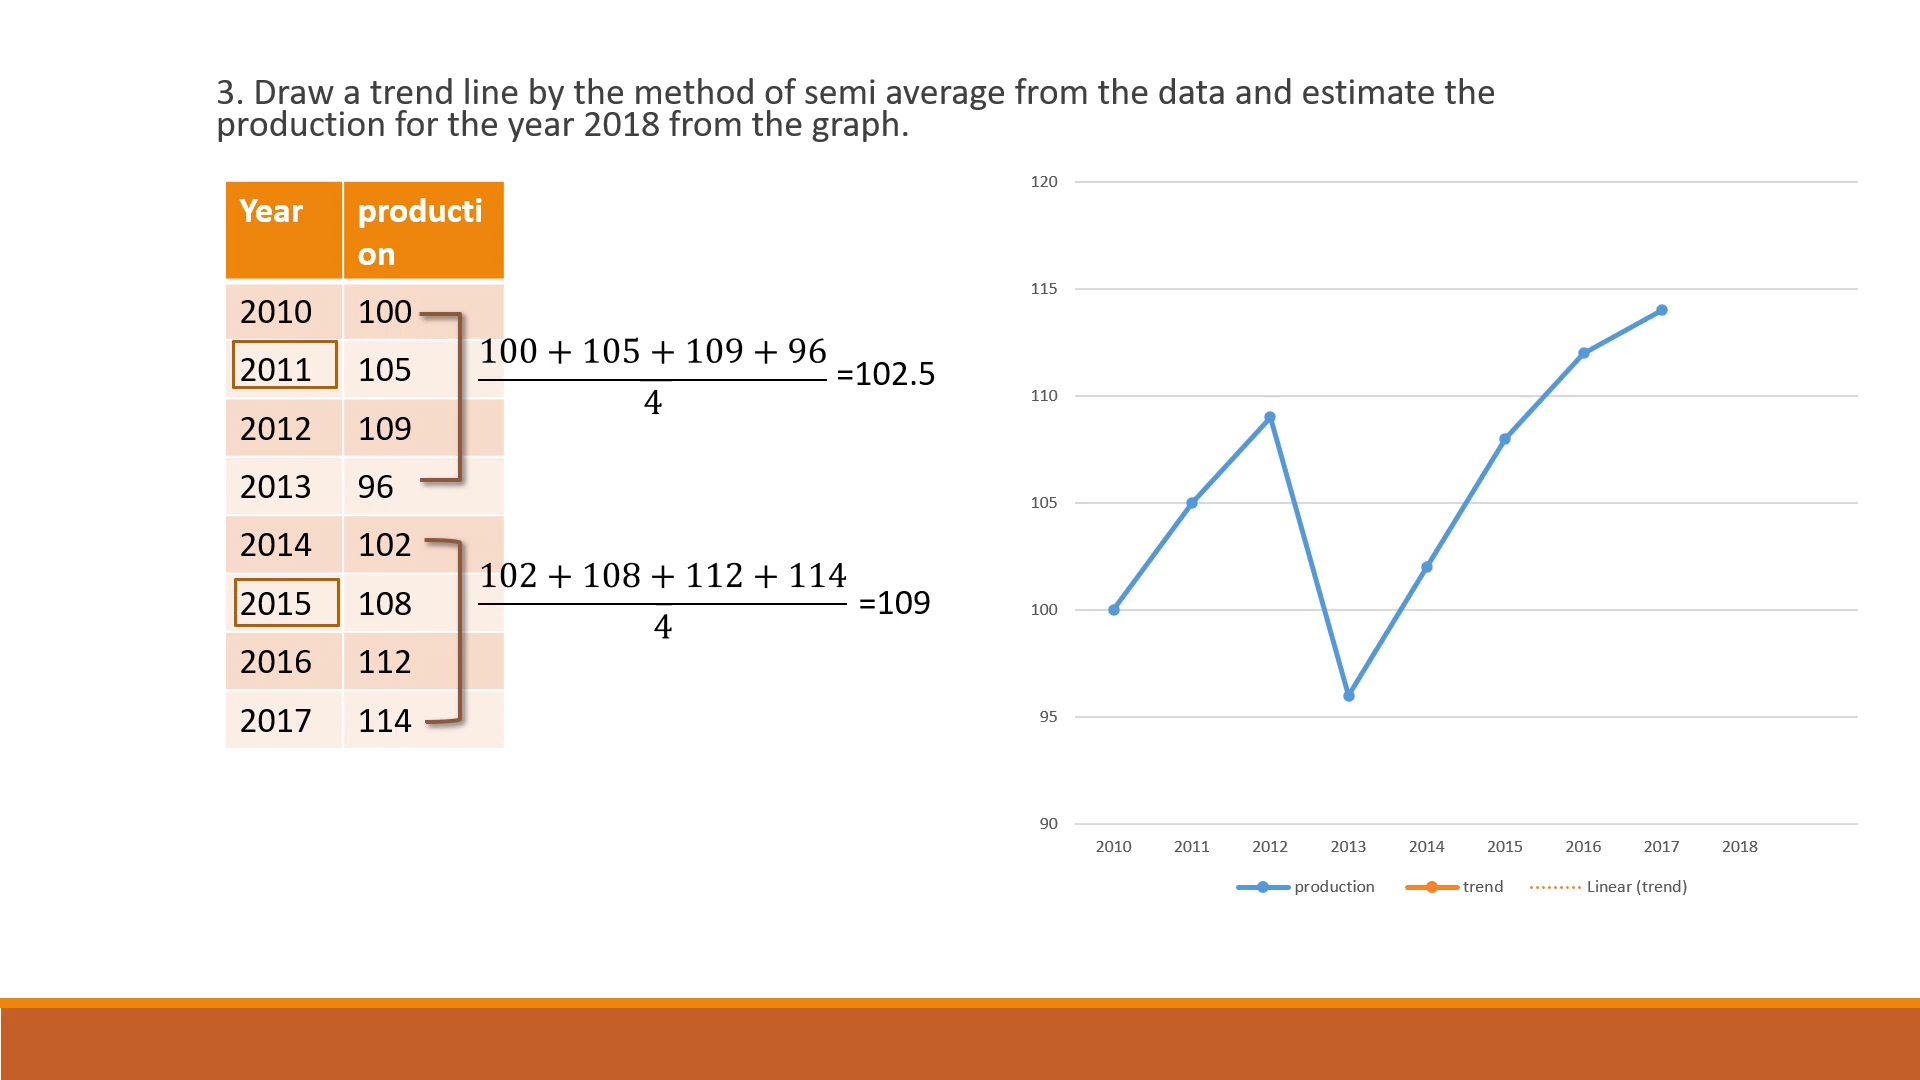 3. Draw a trend line by the method of semi average from the data and estimate the
production for the year 2018 from the graph.
Year producti
on
2010 100
2011 105
2012 109
2013 96
2014 102
2015 108
2016 112
2017 114
100 + 105 + 109 + 96
4
=102.5
102 + 108 + 112 + 114
4
=109
120
115
110
105
100
95
90
2010 2011 2012 2013 2014 2015 2016 2017 2018
production trend Linear (trend)